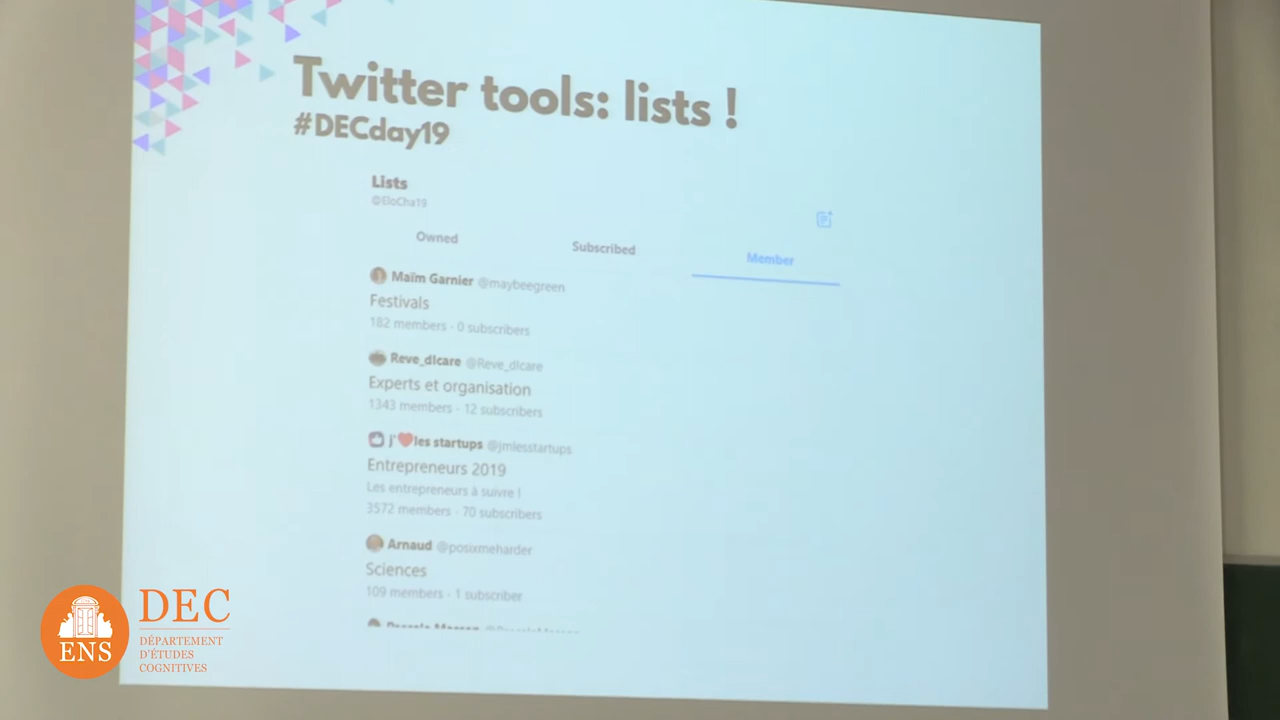 Twitter tools: lists !
#DECday19
Lists
@EloCha19
Owned
Subscribed
Member
Maïm Garnier @maybeegreen
Festivals
182 members · 0 subscribers
Reve_dIcare @Reve_dIcare
Experts et organisation
1343 members · 12 subscribers
j'❤les startups @jmlesstartups
Entrepreneurs 2019
Les entrepreneurs à suivre !
3572 members · 70 subscribers
Arnaud @posixmeharder
Sciences
109 members · 1 subscriber
ENS
DEC
DÉPARTEMENT
D'ÉTUDES
COGNITIVES